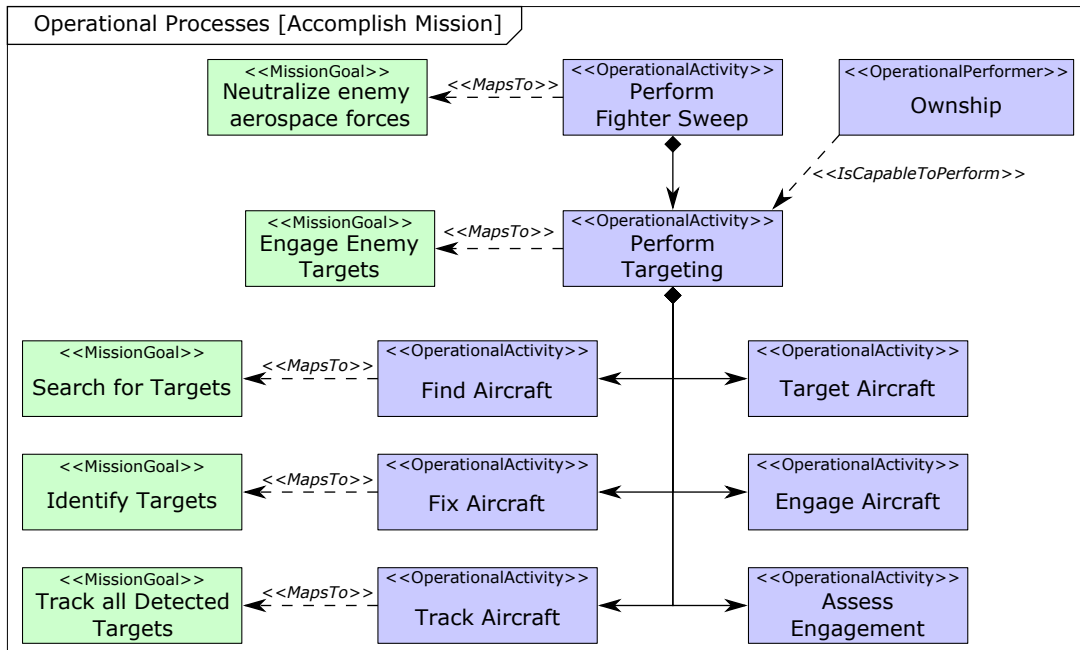 Operational Processes [Accomplish Mission]
<<MissionGoal>>
Neutralize enemy
aerospace forces
<<MapsTo>>
<<OperationalActivity>>
Perform
Fighter Sweep
<<OperationalPerformer>>
Ownship
<<IsCapableToPerform>>
<<MissionGoal>>
Engage Enemy
Targets
<<MapsTo>>
<<OperationalActivity>>
Perform
Targeting
<<MissionGoal>>
Search for Targets
<<MapsTo>>
<<OperationalActivity>>
Find Aircraft
<<OperationalActivity>>
Target Aircraft
<<MissionGoal>>
Identify Targets
<<MapsTo>>
<<OperationalActivity>>
Fix Aircraft
<<OperationalActivity>>
Engage Aircraft
<<MissionGoal>>
Track all Detected
Targets
<<MapsTo>>
<<OperationalActivity>>
Track Aircraft
<<OperationalActivity>>
Assess
Engagement